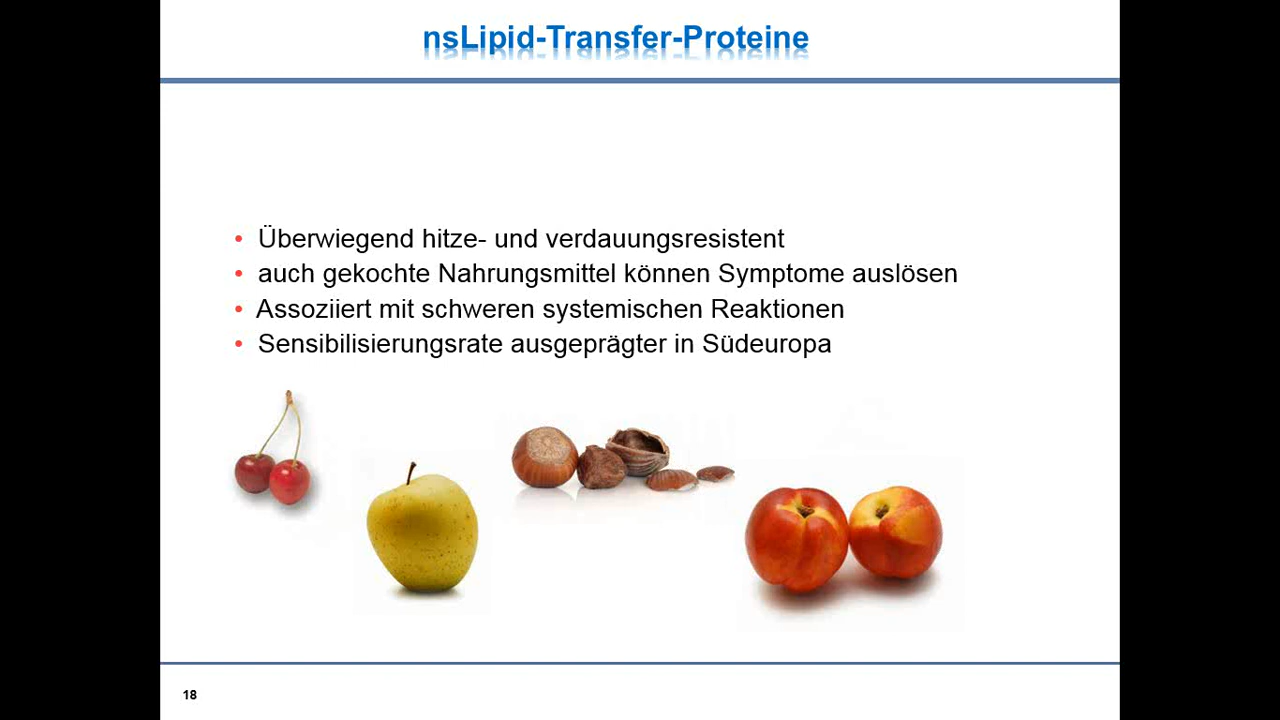 nsLipid-Transfer-Proteine
• Überwiegend hitze- und verdauungsresistent
• auch gekochte Nahrungsmittel können Symptome auslösen
• Assoziiert mit schweren systemischen Reaktionen
• Sensibilisierungsrate ausgeprägter in Südeuropa
18